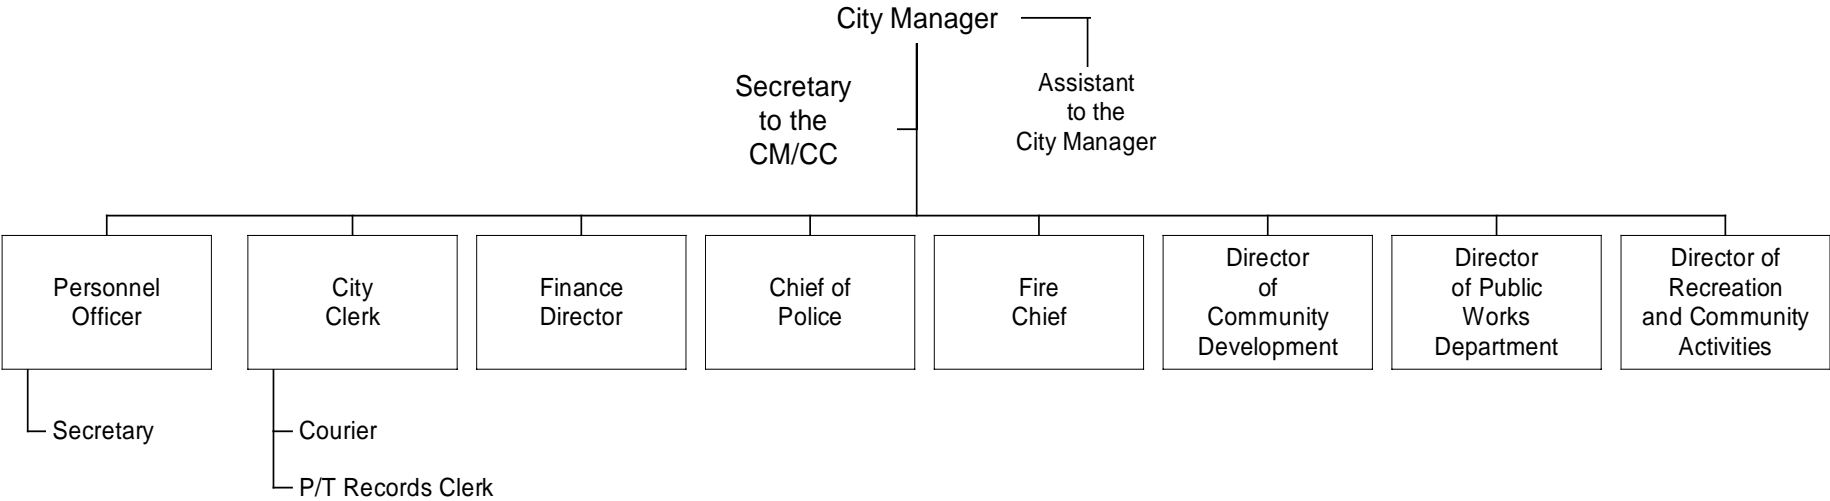 City Manager
Secretary
to the
CM/CC
Assistant
to the
City Manager
Personnel
Officer
City
Clerk
Finance
Director
Chief of
Police
Fire
Chief
Director
of
Community
Development
Director
of Public
Works
Department
Director of
Recreation
and Community
Activities
Secretary
Courier
P/T Records Clerk